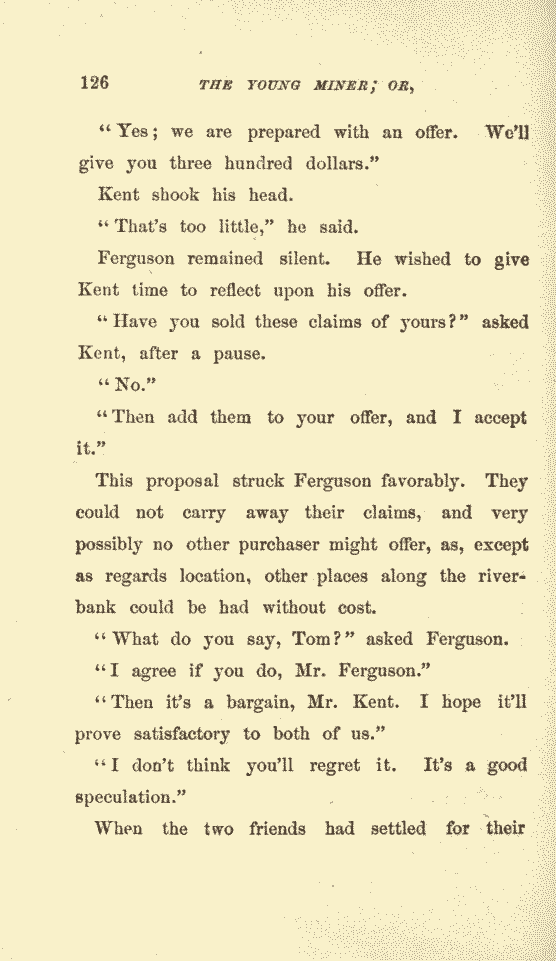 126 THE YOUNG MINER; OR,
“Yes; we are prepared with an offer. We’ll
give you three hundred dollars.”
Kent shook his head.
“That’s too little,” he said.
Ferguson remained silent. He wished to give
Kent time to reflect upon his offer.
“Have you sold these claims of yours?” asked
Kent, after a pause.
“No.”
“Then add them to your offer, and I accept
it.”
This proposal struck Ferguson favorably. They
could not carry away their claims, and very
possibly no other purchaser might offer, as, except
as regards location, other places along the river-
bank could be had without cost.
“What do you say, Tom?” asked Ferguson.
“I agree if you do, Mr. Ferguson.”
“Then it’s a bargain, Mr. Kent. I hope it’ll
prove satisfactory to both of us.”
“I don’t think you’ll regret it. It’s a good
speculation.”
When the two friends had settled for their